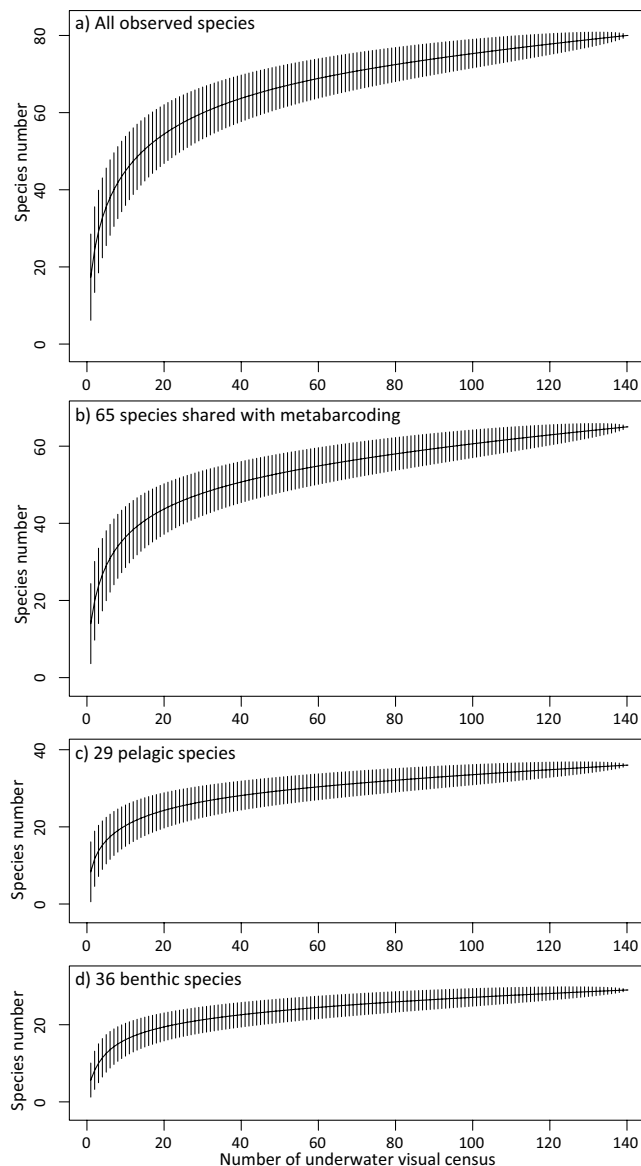 a) All observed species
80
60
40
20
0
Species number
0 20 40 60 80 100 120 140
b) 65 species shared with metabarcoding
60
40
20
0
Species number
0 20 40 60 80 100 120 140
c) 29 pelagic species
40
20
0
Species number
0 20 40 60 80 100 120 140
d) 36 benthic species
20
0
Species number
0 20 40 60 80 100 120 140
Number of underwater visual census